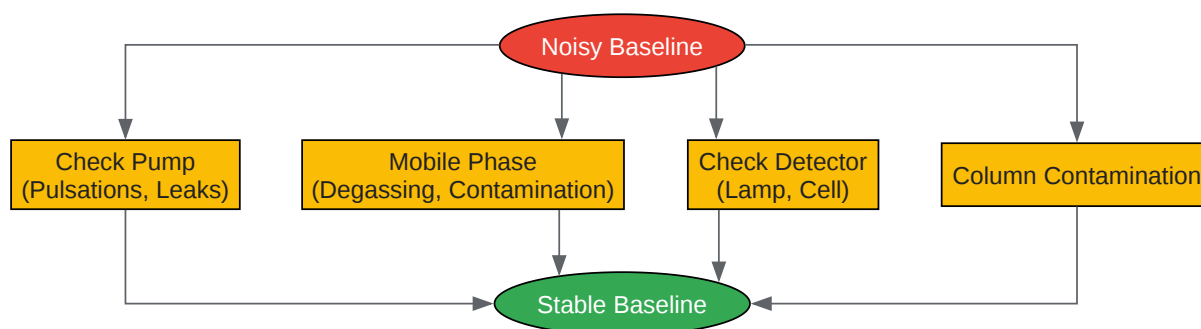 Noisy Baseline
Check Pump
(Pulsations, Leaks)
Mobile Phase
(Degassing, Contamination)
Check Detector
(Lamp, Cell)
Column Contamination
Stable Baseline